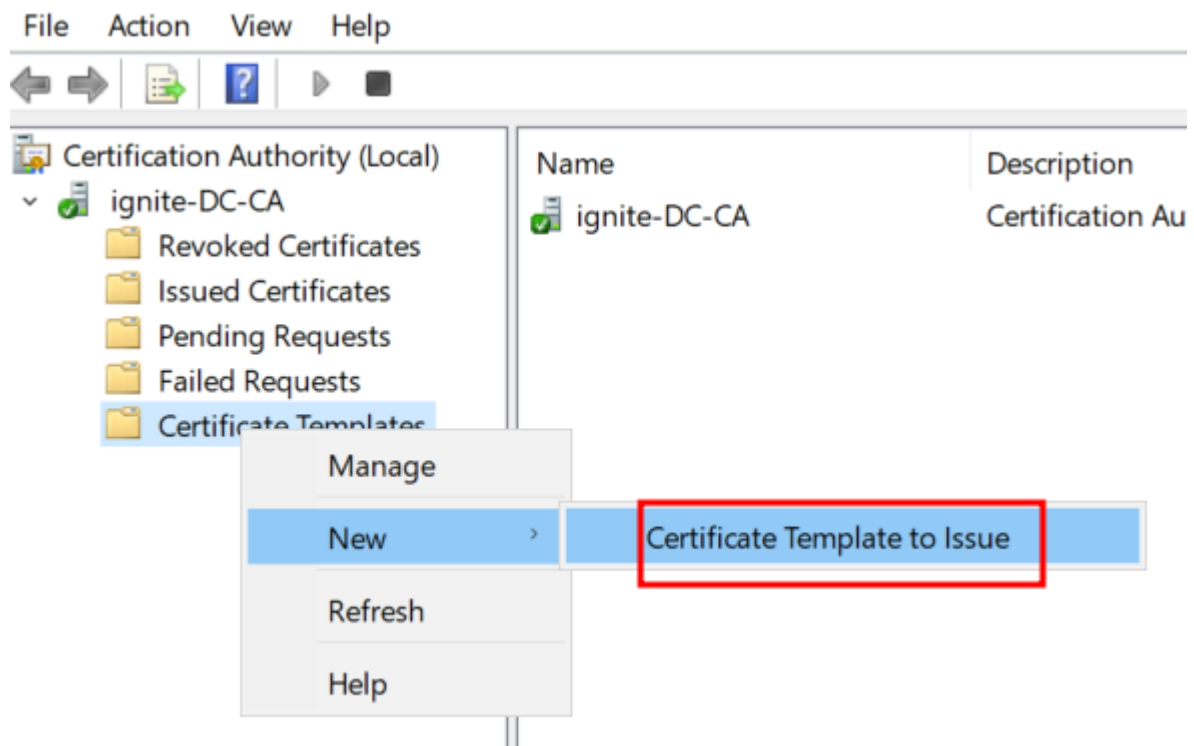 File Action View Help
?
Certification Authority (Local)
ignite-DC-CA
Revoked Certificates
Issued Certificates
Pending Requests
Failed Requests
Certificate Templates
Name Description
ignite-DC-CA Certification Au
Manage
New
Certificate Template to Issue
Refresh
Help